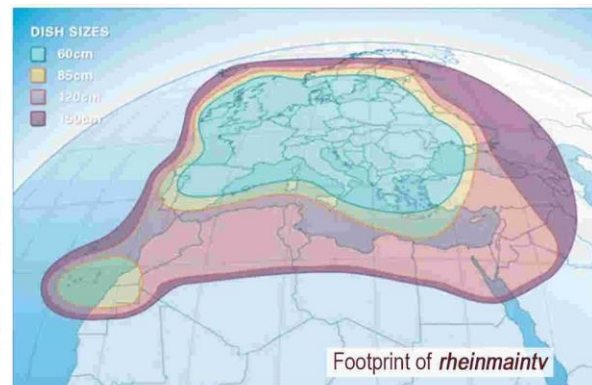 DISH SIZES
60cm
85cm
120cm
150cm
Footprint of rheinmaintv